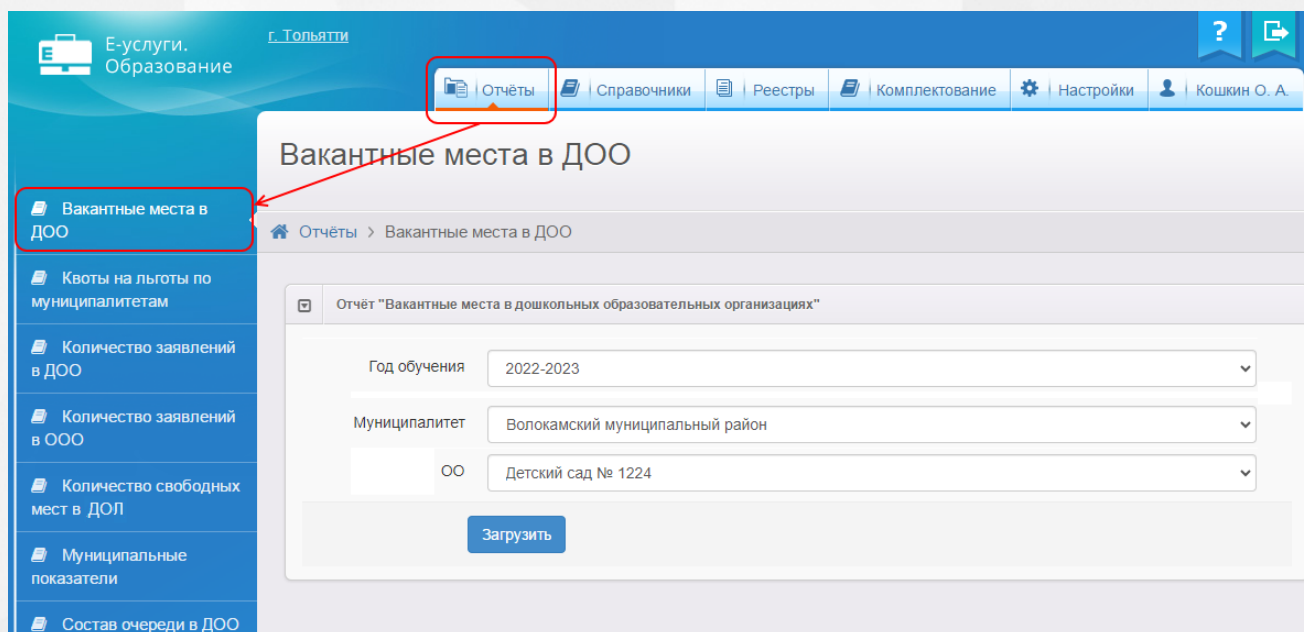 Е-услуги.
Образование
г. Тольятти
?
Отчёты
Справочники
Реестры
Комплектование
Настройки
Кошкин О. А.
Вакантные места в ДОО
Отчёты > Вакантные места в ДОО
Вакантные места в
ДОО
Квоты на льготы по
муниципалитетам
Количество заявлений
в ДОО
Количество заявлений
в ООО
Количество свободных
мест в ДОЛ
Муниципальные
показатели
Состав очереди в ДОО
Отчёт "Вакантные места в дошкольных образовательных организациях"
Год обучения 2022-2023
Муниципалитет Волокамский муниципальный район
ОО Детский сад № 1224
Загрузить